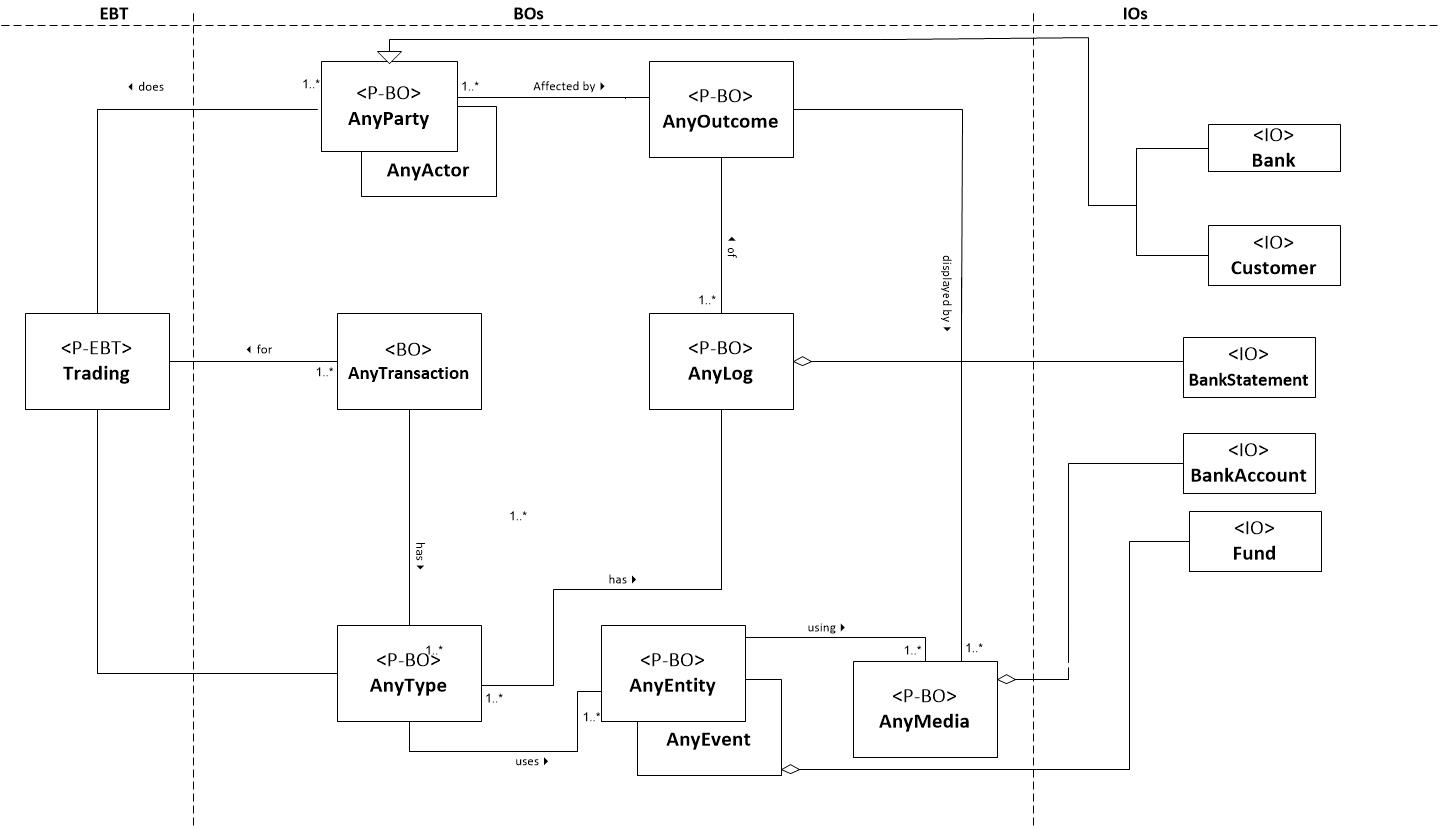 EBT
BOs
IOs
◄ does
1..*
<P-BO>
AnyParty
1..*
Affected by ►
<P-BO>
AnyOutcome
AnyActor
<IO>
Bank
<IO>
Customer
◄ of
displayed by ►
1..*
<P-EBT>
Trading
◄ for
1..*
<BO>
AnyTransaction
<P-BO>
AnyLog
<IO>
BankStatement
<IO>
BankAccount
1..*
<IO>
Fund
has ►
has ►
using ►
1..*
<P-BO>
AnyType
1..*
<P-BO>
AnyEntity
1..*
1..*
1..*
<P-BO>
AnyMedia
AnyEvent
uses ►